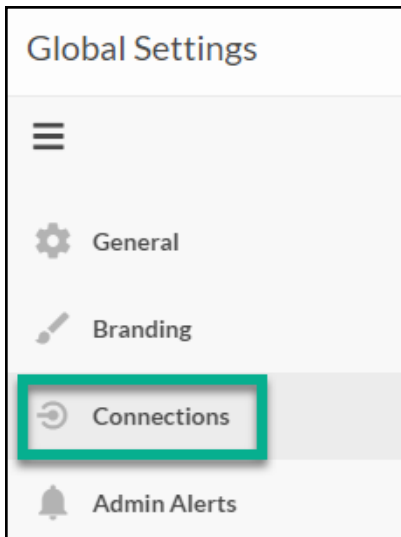 Global Settings
General
Branding
Connections
Admin Alerts